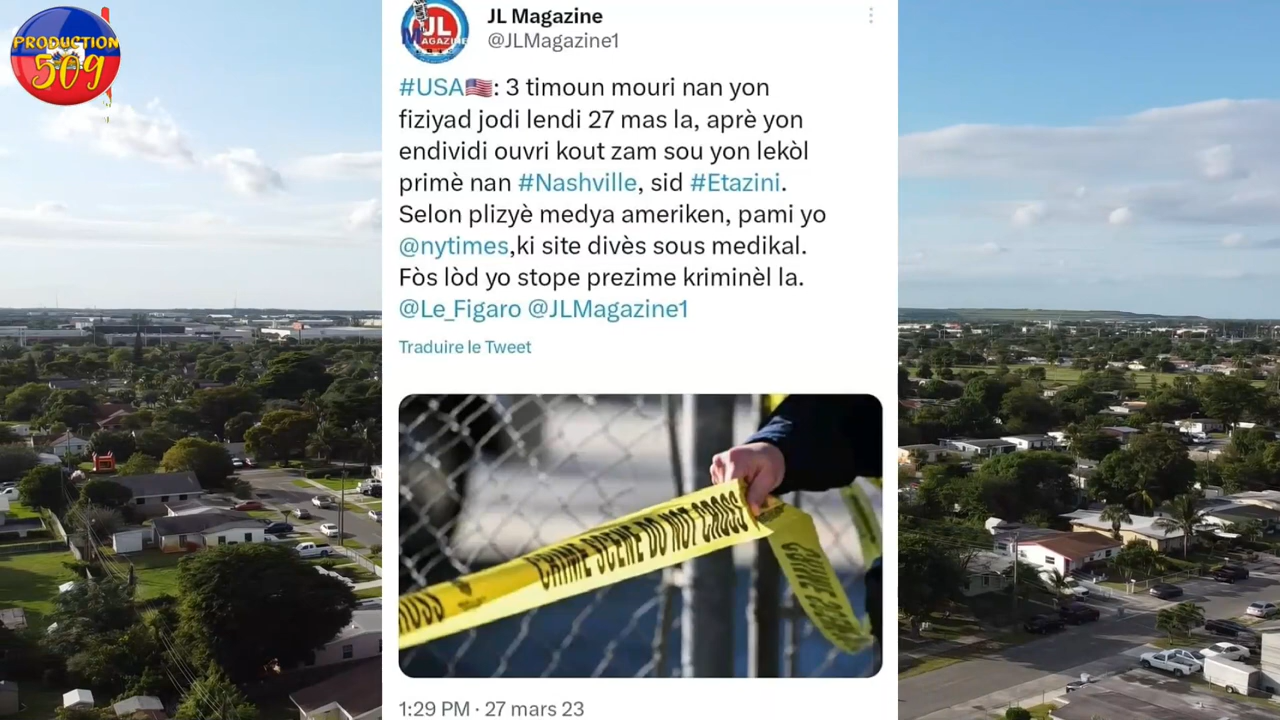 PRODUCTION
509
JL
MAGAZINE
JL Magazine
@JLMagazine1
#USA🇺🇸: 3 timoun mouri nan yon
fiziyad jodi lendi 27 mas la, aprè yon
endividi ouvri kout zam sou yon lekòl
primè nan #Nashville, sid #Etazini.
Selon plizyè medya ameriken, pami yo
@nytimes,ki site divès sous medikal.
Fòs lòd yo stope prezime kriminèl la.
@Le_Figaro @JLMagazine1
Traduire le Tweet
CROSS
CRIME SCENE DO NOT CROSS
CRIME SCENE
1:29 PM · 27 mars 23